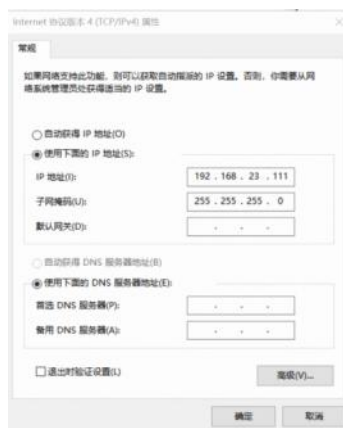 Internet 协议版本 4 (TCP/IPv4) 属性
常规
如果网络支持此功能，则可以获取自动指派的 IP 设置。否则，你需要从网
络系统管理员处获得适当的 IP 设置。
自动获得 IP 地址(O)
使用下面的 IP 地址(S):
IP 地址(I): 192 . 168 . 23 . 111
子网掩码(U): 255 . 255 . 255 . 0
默认网关(D): . . .
自动获得 DNS 服务器地址(B)
使用下面的 DNS 服务器地址(E):
首选 DNS 服务器(P): . . .
备用 DNS 服务器(A): . . .
退出时验证设置(L)
高级(V)...
确定 取消